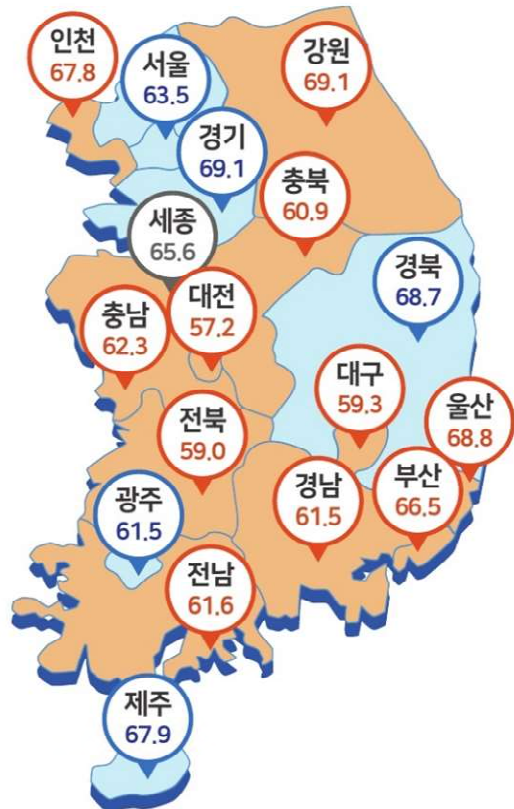 인천
67.8
서울
63.5
강원
69.1
경기
69.1
충북
60.9
세종
65.6
경북
68.7
대전
57.2
충남
62.3
대구
59.3
울산
68.8
전북
59.0
경남
61.5
부산
66.5
광주
61.5
전남
61.6
제주
67.9